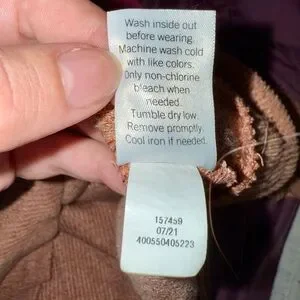 Wash inside out
before wearing.
Machine wash cold
with like colors.
Only non-chlorine
bleach when
needed.
Tumble dry low.
Remove promptly.
Cool iron if needed.
157459
07/21
400550405223